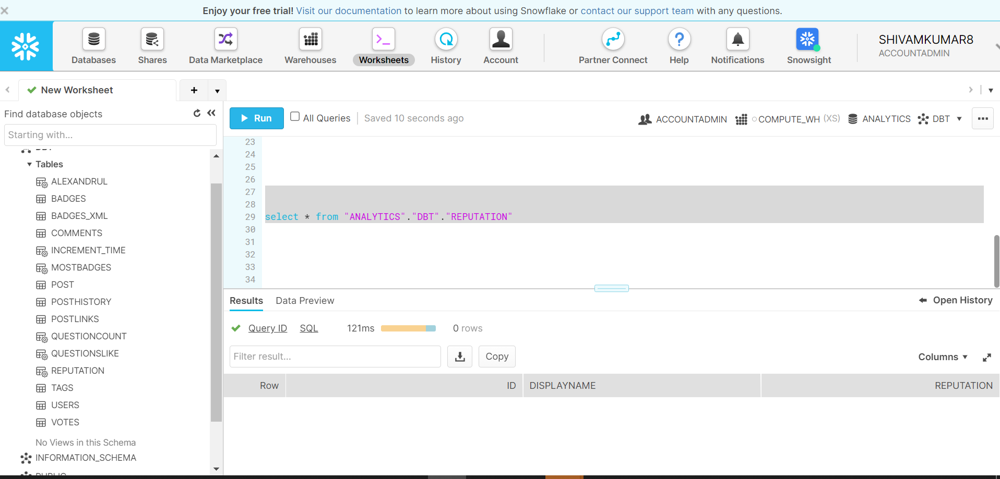 Enjoy your free trial! Visit our documentation to learn more about using Snowflake or contact our support team with any questions.
Databases
Shares
Data Marketplace
Warehouses
Worksheets
History
Account
Partner Connect
Help
Notifications
Snowsight
SHIVAMKUMAR8
ACCOUNTADMIN
New Worksheet
Find database objects
Starting with...
DBT
Tables
ALEXANDRUL
BADGES
BADGES_XML
COMMENTS
INCREMENT_TIME
MOSTBADGES
POST
POSTHISTORY
POSTLINKS
QUESTIONCOUNT
QUESTIONSLIKE
REPUTATION
TAGS
USERS
VOTES
No Views in this Schema
INFORMATION_SCHEMA
PUBLIC
Run All Queries Saved 10 seconds ago ACCOUNTADMIN COMPUTE_WH (XS) ANALYTICS DBT
23
24
25
26
27
28
29 select * from "ANALYTICS"."DBT"."REPUTATION"
30
31
32
33
34
Results Data Preview Open History
Query ID SQL 121ms 0 rows
Filter result... Copy Columns
Row ID DISPLAYNAME REPUTATION